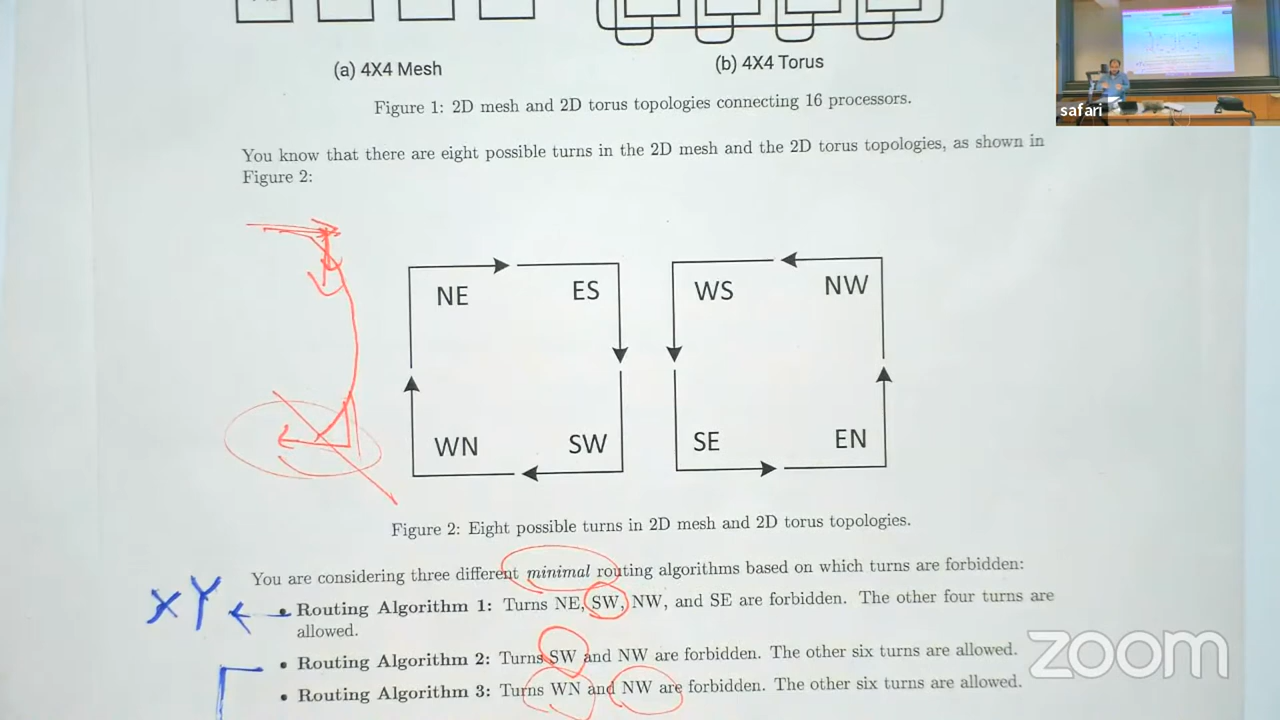 (a) 4X4 Mesh
(b) 4X4 Torus
safari
Figure 1: 2D mesh and 2D torus topologies connecting 16 processors.
You know that there are eight possible turns in the 2D mesh and the 2D torus topologies, as shown in
Figure 2:
NE ES WS NW
WN SW SE EN
Figure 2: Eight possible turns in 2D mesh and 2D torus topologies.
You are considering three different minimal routing algorithms based on which turns are forbidden:
XY
• Routing Algorithm 1: Turns NE, SW, NW, and SE are forbidden. The other four turns are
allowed.
• Routing Algorithm 2: Turns SW and NW are forbidden. The other six turns are allowed.
• Routing Algorithm 3: Turns WN and NW are forbidden. The other six turns are allowed.
zoom